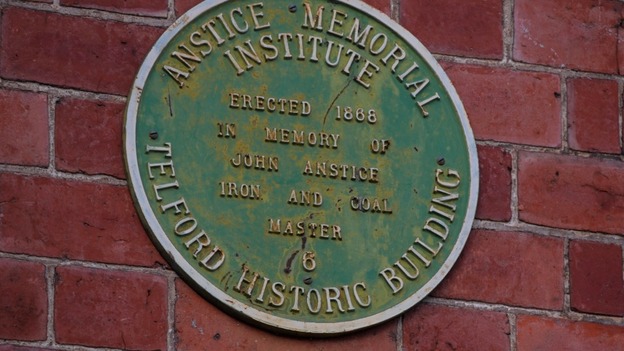 ANSTICE MEMORIAL
INSTITUTE
ERECTED 1868
IN MEMORY OF
JOHN ANSTICE
IRON AND COAL
MASTER
6
TELFORD HISTORIC BUILDING